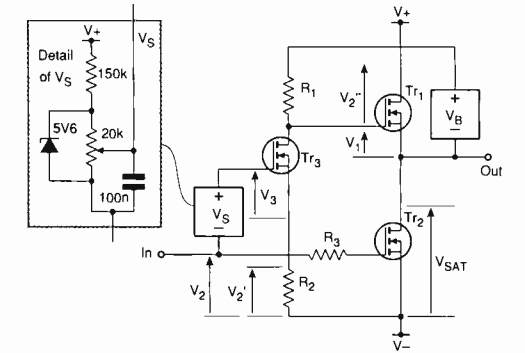 V+
V_S
V+
Detail
of V_S
150k
5V6
20k
100n
V+
R₁
V₂"
Tr₁
V₁
+
V_B
−
Out
Tr₃
V₃
+
V_S
−
Tr₂
In
R₃
V_SAT
V₂
V₂'
R₂
V−